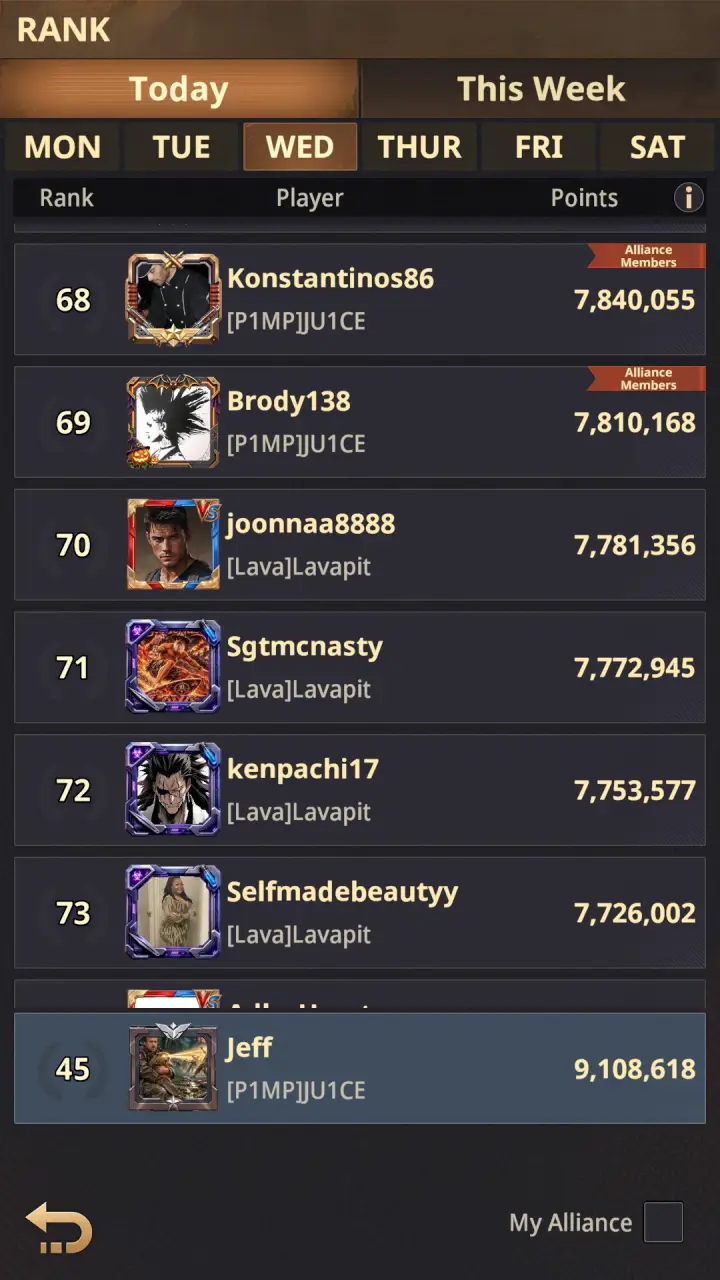 RANK
Today
This Week
MON
TUE
WED
THUR
FRI
SAT
Rank
Player
Points
68
Konstantinos86
[P1MP]JU1CE
Alliance
Members
7,840,055
69
Brody138
[P1MP]JU1CE
Alliance
Members
7,810,168
70
VS
joonnaa8888
[Lava]Lavapit
7,781,356
71
Sgtmcnasty
[Lava]Lavapit
7,772,945
72
kenpachi17
[Lava]Lavapit
7,753,577
73
Selfmadebeautyy
[Lava]Lavapit
7,726,002
VS
45
Jeff
[P1MP]JU1CE
9,108,618
My Alliance